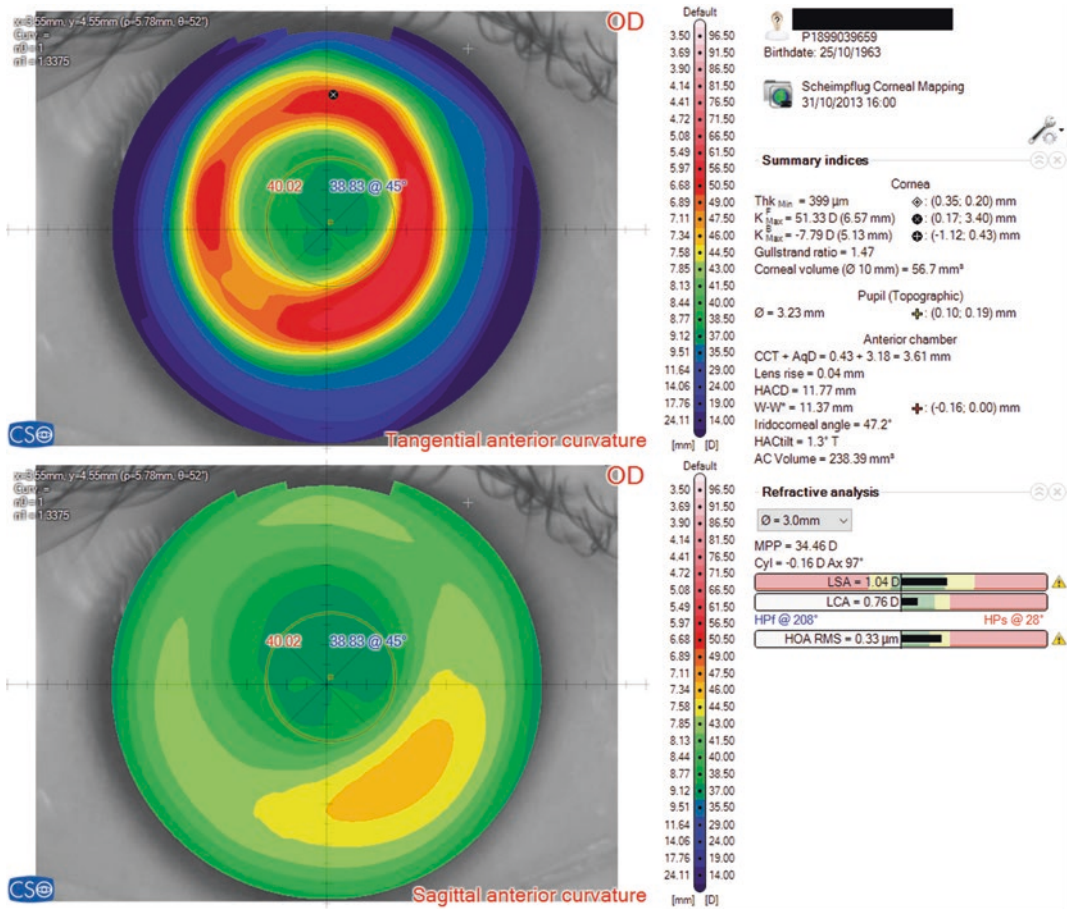 x=3.55mm, y=4.55mm (ρ=5.78mm, θ=52°)
Curv =
n0 = 1
n1 = 1.3375
OD
40.02
38.83 @ 45°
CSO
Tangential anterior curvature
Default
3.50 96.50
3.69 91.50
3.90 86.50
4.14 81.50
4.41 76.50
4.72 71.50
5.08 66.50
5.49 61.50
5.97 56.50
6.68 50.50
6.89 49.00
7.11 47.50
7.34 46.00
7.58 44.50
7.85 43.00
8.13 41.50
8.44 40.00
8.77 38.50
9.12 37.00
9.51 35.50
11.64 29.00
14.06 24.00
17.76 19.00
24.11 14.00
[mm] [D]
x=3.55mm, y=4.55mm (ρ=5.78mm, θ=52°)
Curv =
n0 = 1
n1 = 1.3375
OD
40.02
38.83 @ 45°
CSO
Sagittal anterior curvature
Default
3.50 96.50
3.69 91.50
3.90 86.50
4.14 81.50
4.41 76.50
4.72 71.50
5.08 66.50
5.49 61.50
5.97 56.50
6.68 50.50
6.89 49.00
7.11 47.50
7.34 46.00
7.58 44.50
7.85 43.00
8.13 41.50
8.44 40.00
8.77 38.50
9.12 37.00
9.51 35.50
11.64 29.00
14.06 24.00
17.76 19.00
24.11 14.00
[mm] [D]
P1899039659
Birthdate: 25/10/1963
Scheimpflug Corneal Mapping
31/10/2013 16:00
Summary indices
Cornea
Thk Min = 399 µm : (0.35; 0.20) mm
K F Max = 51.33 D (6.57 mm) : (0.17; 3.40) mm
K B Max = -7.79 D (5.13 mm) : (-1.12; 0.43) mm
Gullstrand ratio = 1.47
Corneal volume (Ø 10 mm) = 56.7 mm³
Pupil (Topographic)
Ø = 3.23 mm : (0.10; 0.19) mm
Anterior chamber
CCT + AqD = 0.43 + 3.18 = 3.61 mm
Lens rise = 0.04 mm
HACD = 11.77 mm
W-W* = 11.37 mm : (-0.16; 0.00) mm
Iridocorneal angle = 47.2°
HACtilt = 1.3° T
AC Volume = 238.39 mm³
Refractive analysis
Ø = 3.0mm
MPP = 34.46 D
Cyl = -0.16 D Ax 97°
LSA = 1.04 D
LCA = 0.76 D
HPf @ 208° HPs @ 28°
HOA RMS = 0.33 µm